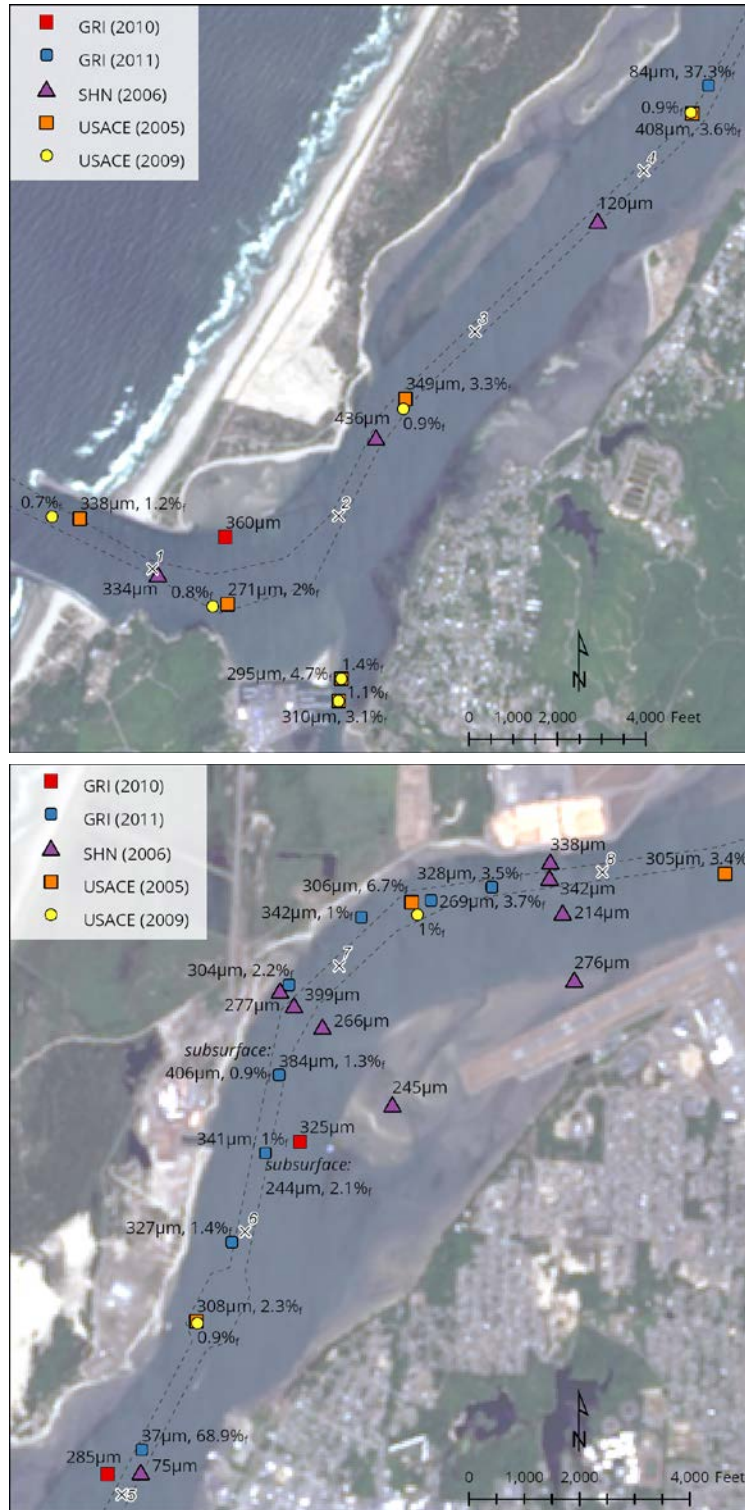 GRI (2010)
GRI (2011)
SHN (2006)
USACE (2005)
USACE (2009)
84µm, 37.3%f
0.9%f
408µm, 3.6%f
4
120µm
3
349µm, 3.3%f
0.9%f
436µm
2
0.7%f
338µm, 1.2%f
360µm
1
334µm
0.8%f
271µm, 2%f
295µm, 4.7%f
1.4%f
1.1%f
310µm, 3.1%f
N
0 1,000 2,000 4,000 Feet
GRI (2010)
GRI (2011)
SHN (2006)
USACE (2005)
USACE (2009)
338µm
8
305µm, 3.4%f
328µm, 3.5%f
342µm
306µm, 6.7%f
269µm, 3.7%f
214µm
342µm, 1%f
1%f
7
276µm
304µm, 2.2%f
399µm
277µm
266µm
subsurface:
406µm, 0.9%f
384µm, 1.3%f
245µm
325µm
341µm, 1%f
subsurface:
244µm, 2.1%f
6
327µm, 1.4%f
308µm, 2.3%f
0.9%f
37µm, 68.9%f
285µm
75µm
5
N
0 1,000 2,000 4,000 Feet